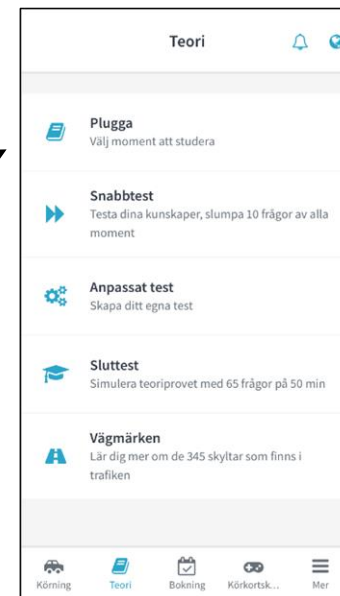 Teori
Plugga
Välj moment att studera
Snabbtest
Testa dina kunskaper, slumpa 10 frågor av alla
moment
Anpassat test
Skapa ditt egna test
Sluttest
Simulera teoriprovet med 65 frågor på 50 min
Vägmärken
Lär dig mer om de 345 skyltar som finns i
trafiken
Körning Teori Bokning Körkortsk... Mer